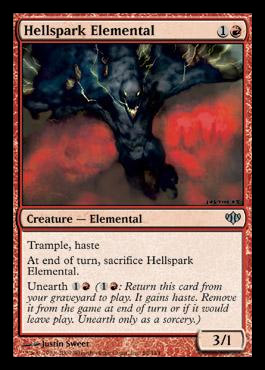 Hellspark Elemental 1
Creature — Elemental
Trample, haste
At end of turn, sacrifice Hellspark
Elemental.
Unearth 1 (1 : Return this card from
your graveyard to play. It gains haste. Remove
it from the game at end of turn or if it would
leave play. Unearth only as a sorcery.)
Justin Sweet
3/1